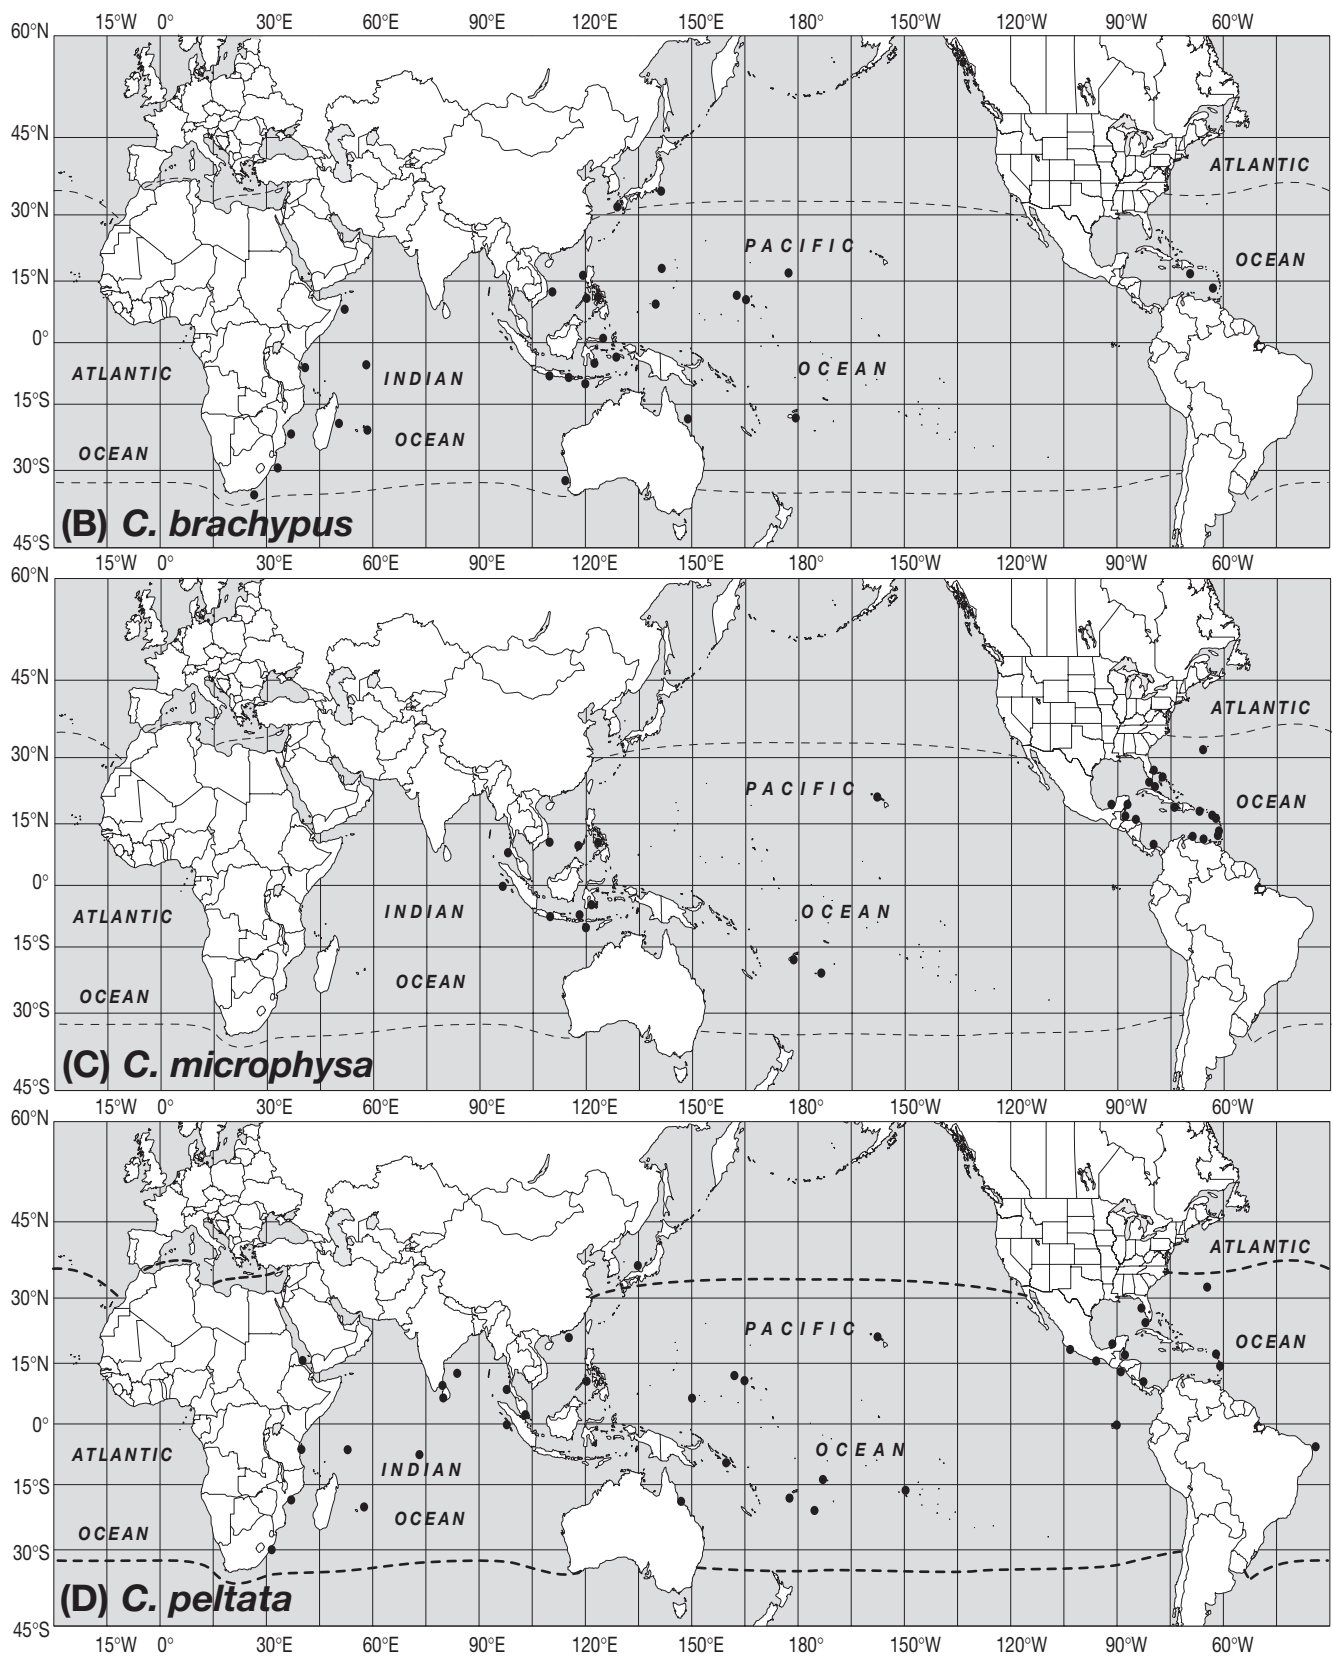 15°W 0° 30°E 60°E 90°E 120°E 150°E 180° 150°W 120°W 90°W 60°W
60°N
45°N
ATLANTIC
30°N
PACIFIC
OCEAN
15°N
0°
ATLANTIC INDIAN OCEAN
15°S
OCEAN OCEAN
30°S
(B) C. brachypus
45°S
15°W 0° 30°E 60°E 90°E 120°E 150°E 180° 150°W 120°W 90°W 60°W
60°N
45°N
ATLANTIC
30°N
PACIFIC OCEAN
15°N
0°
ATLANTIC INDIAN OCEAN
15°S
OCEAN
OCEAN
30°S
(C) C. microphysa
45°S
15°W 0° 30°E 60°E 90°E 120°E 150°E 180° 150°W 120°W 90°W 60°W
60°N
45°N
ATLANTIC
30°N
PACIFIC
OCEAN
15°N
0°
ATLANTIC OCEAN
INDIAN
15°S
OCEAN
OCEAN
30°S
(D) C. peltata
45°S
15°W 0° 30°E 60°E 90°E 120°E 150°E 180° 150°W 120°W 90°W 60°W